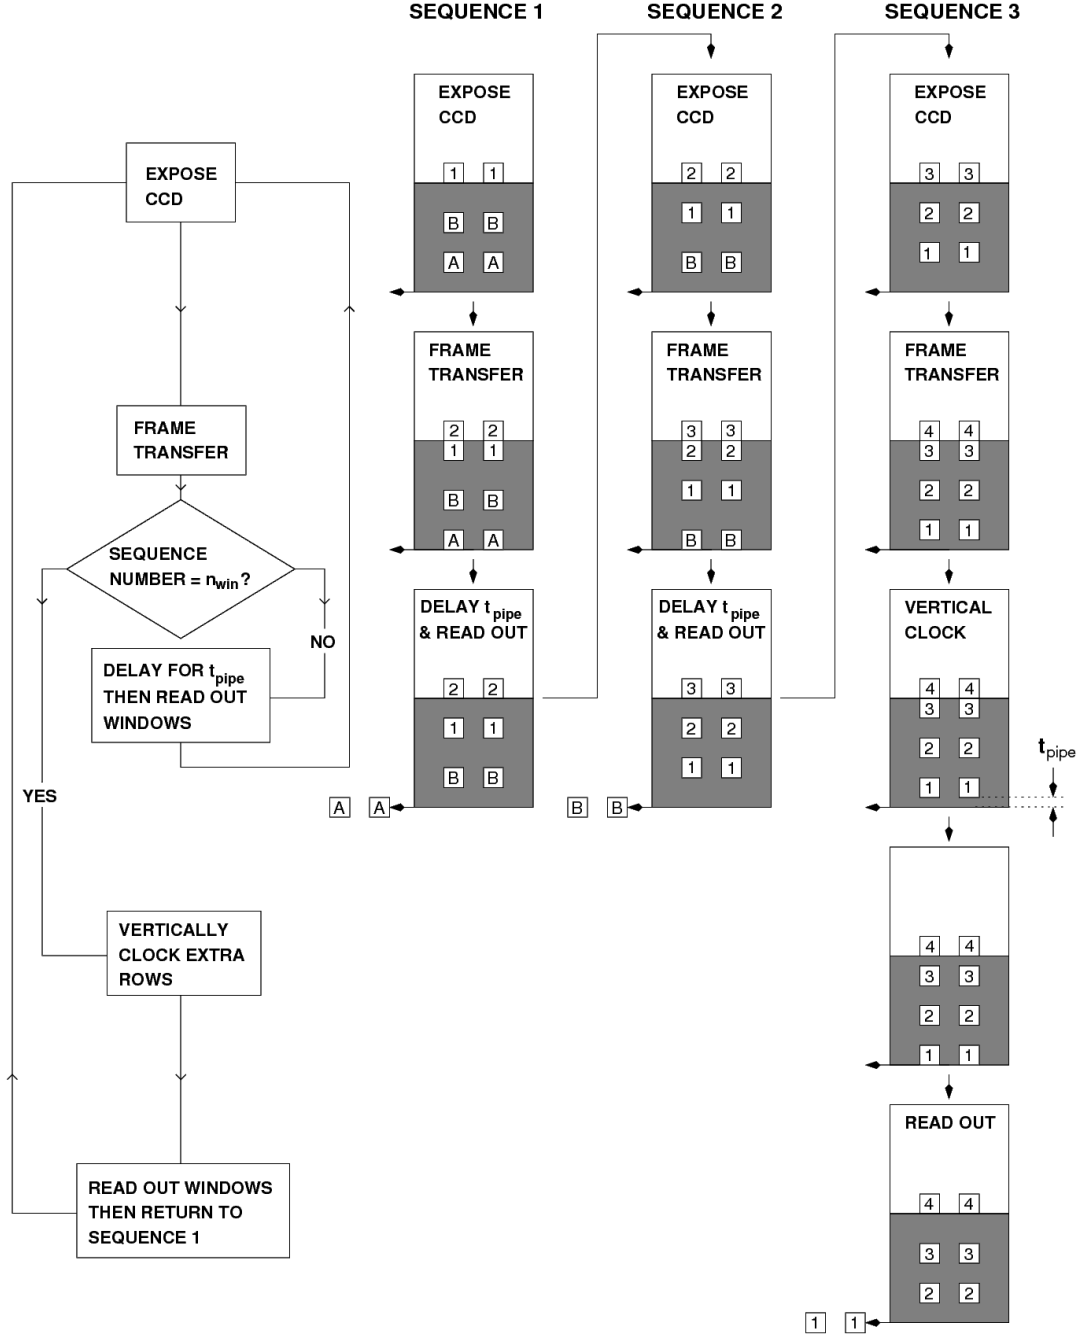 SEQUENCE 1
SEQUENCE 2
SEQUENCE 3
EXPOSE
CCD
FRAME
TRANSFER
SEQUENCE
NUMBER = nwin?
NO
DELAY FOR tpipe
THEN READ OUT
WINDOWS
YES
VERTICALLY
CLOCK EXTRA
ROWS
READ OUT WINDOWS
THEN RETURN TO
SEQUENCE 1
EXPOSE
CCD
1 1
B B
A A
FRAME
TRANSFER
2 2
1 1
B B
A A
DELAY tpipe
& READ OUT
2 2
1 1
B B
A A
EXPOSE
CCD
2 2
1 1
B B
FRAME
TRANSFER
3 3
2 2
1 1
B B
DELAY tpipe
& READ OUT
3 3
2 2
1 1
B B
EXPOSE
CCD
3 3
2 2
1 1
FRAME
TRANSFER
4 4
3 3
2 2
1 1
VERTICAL
CLOCK
4 4
3 3
2 2
1 1
tpipe
4 4
3 3
2 2
1 1
READ OUT
4 4
3 3
2 2
1 1